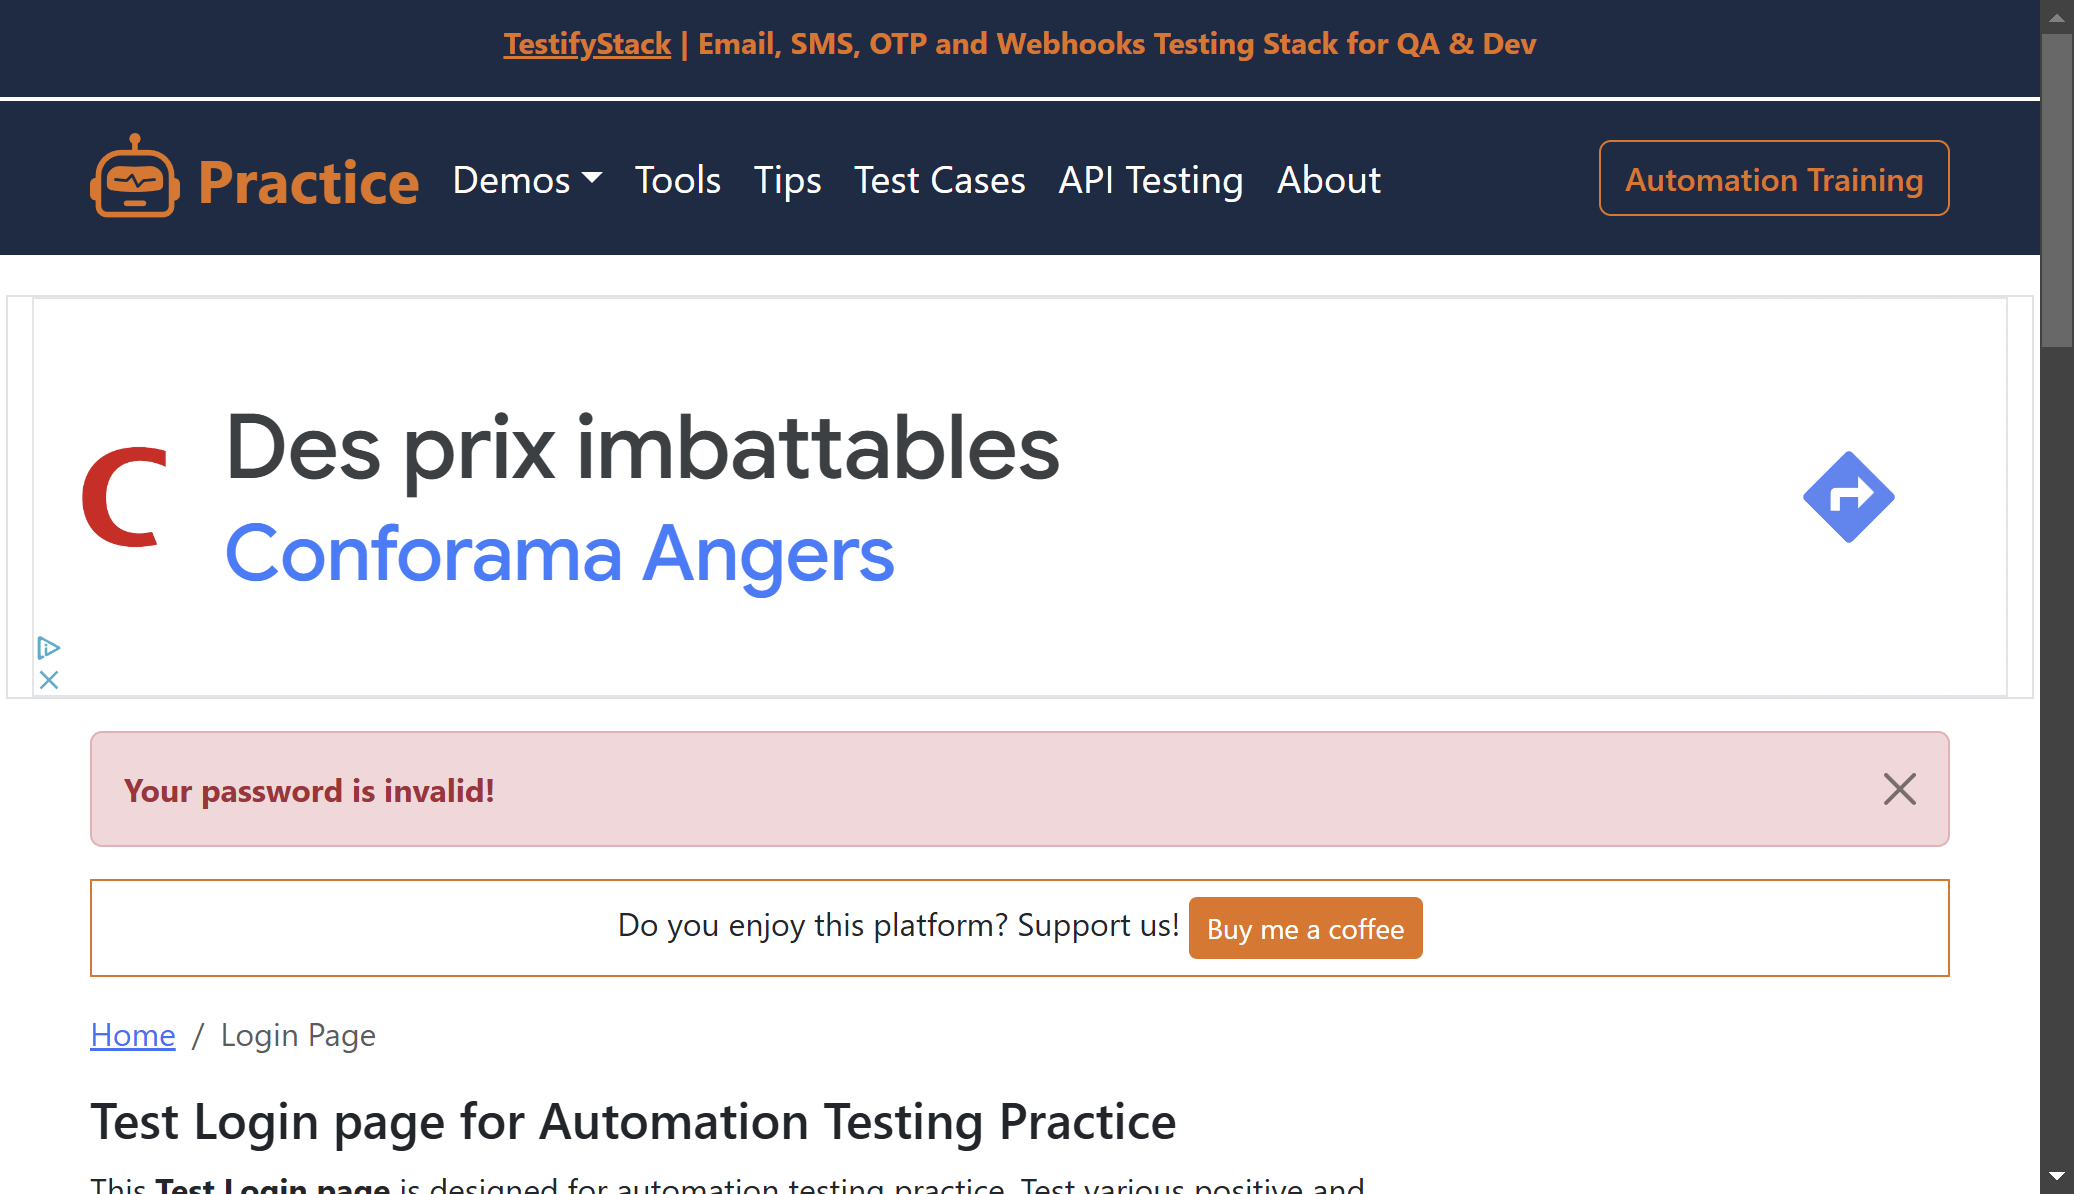 TestifyStack | Email, SMS, OTP and Webhooks Testing Stack for QA & Dev
Practice Demos Tools Tips Test Cases API Testing About Automation Training
C
Des prix imbattables
Conforama Angers
Your password is invalid!
Do you enjoy this platform? Support us! Buy me a coffee
Home / Login Page
Test Login page for Automation Testing Practice
This Test Login page is designed for automation testing practice. Test various positive and